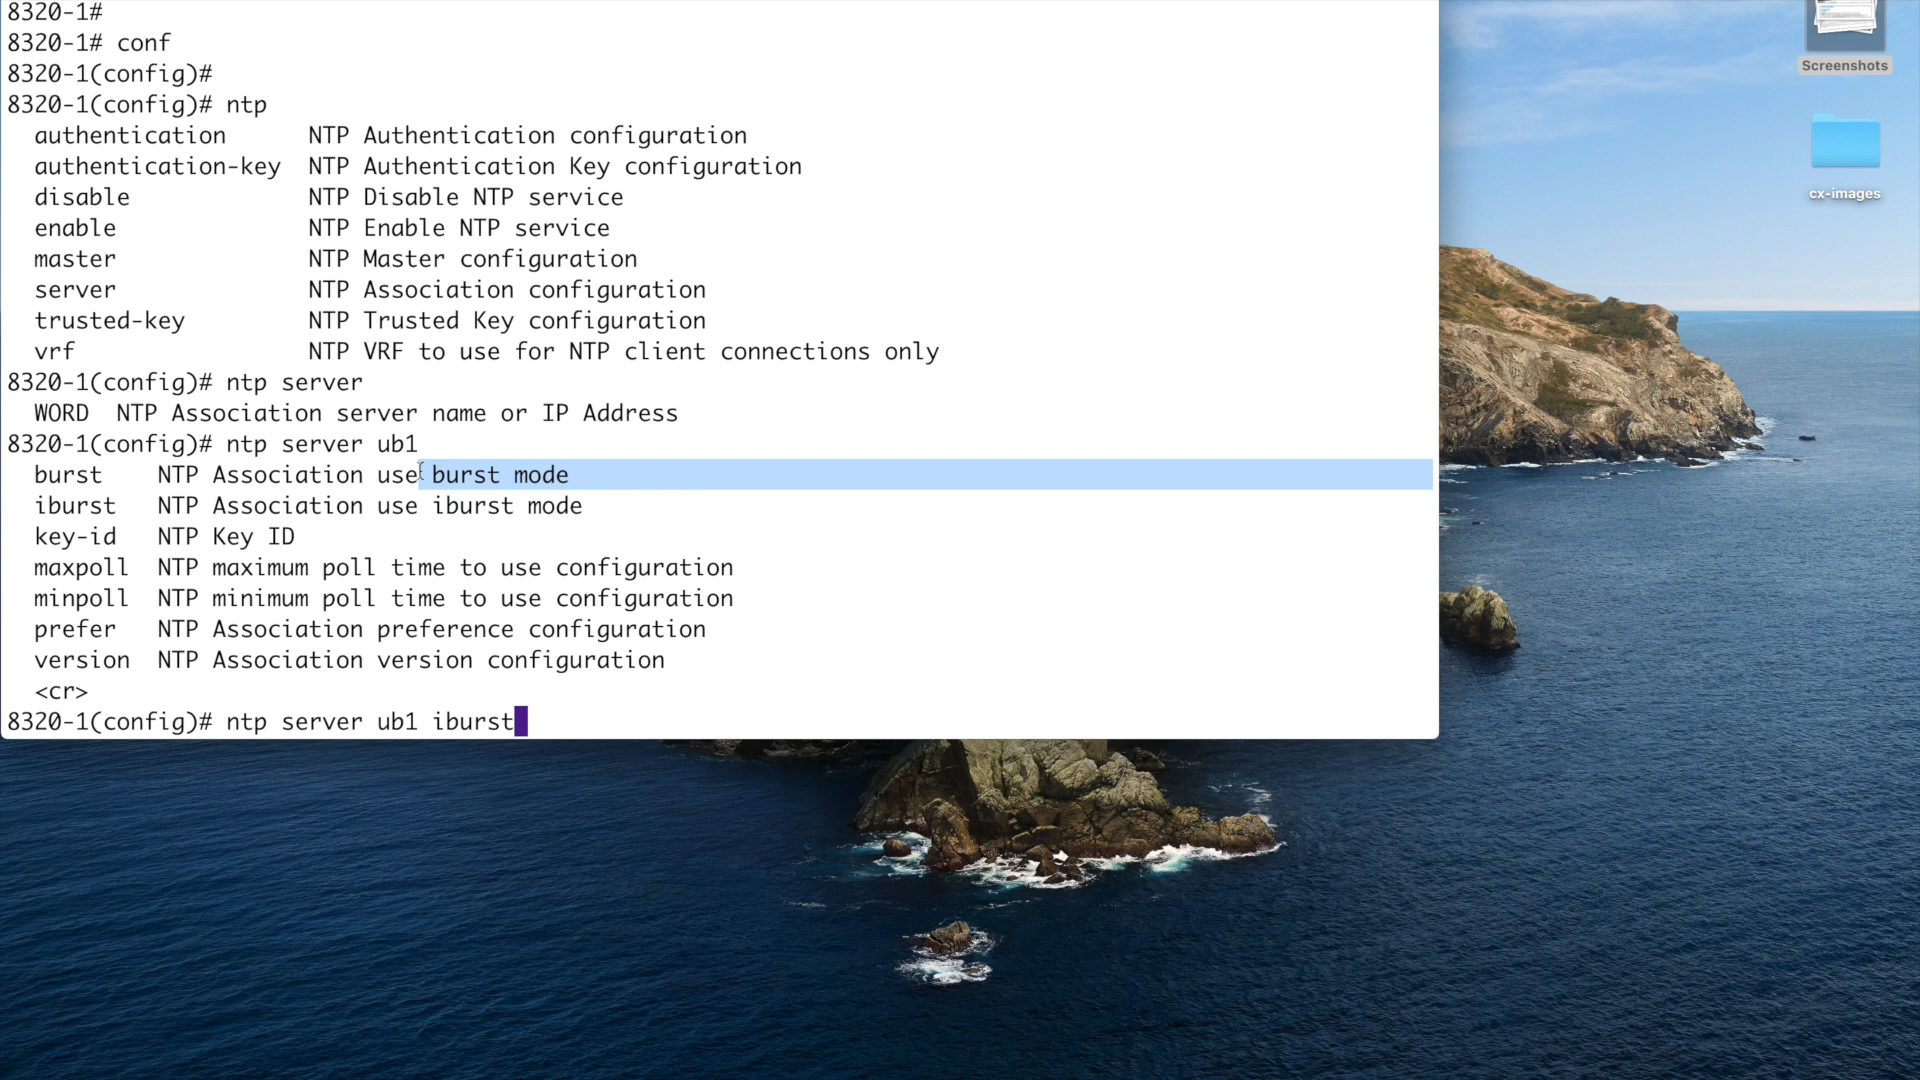 8320-1#
8320-1# conf
8320-1(config)#
8320-1(config)# ntp
authentication NTP Authentication configuration
authentication-key NTP Authentication Key configuration
disable NTP Disable NTP service
enable NTP Enable NTP service
master NTP Master configuration
server NTP Association configuration
trusted-key NTP Trusted Key configuration
vrf NTP VRF to use for NTP client connections only
8320-1(config)# ntp server
WORD NTP Association server name or IP Address
8320-1(config)# ntp server ub1
burst NTP Association use burst mode
iburst NTP Association use iburst mode
key-id NTP Key ID
maxpoll NTP maximum poll time to use configuration
minpoll NTP minimum poll time to use configuration
prefer NTP Association preference configuration
version NTP Association version configuration
<cr>
8320-1(config)# ntp server ub1 iburst
Screenshots
cx-images